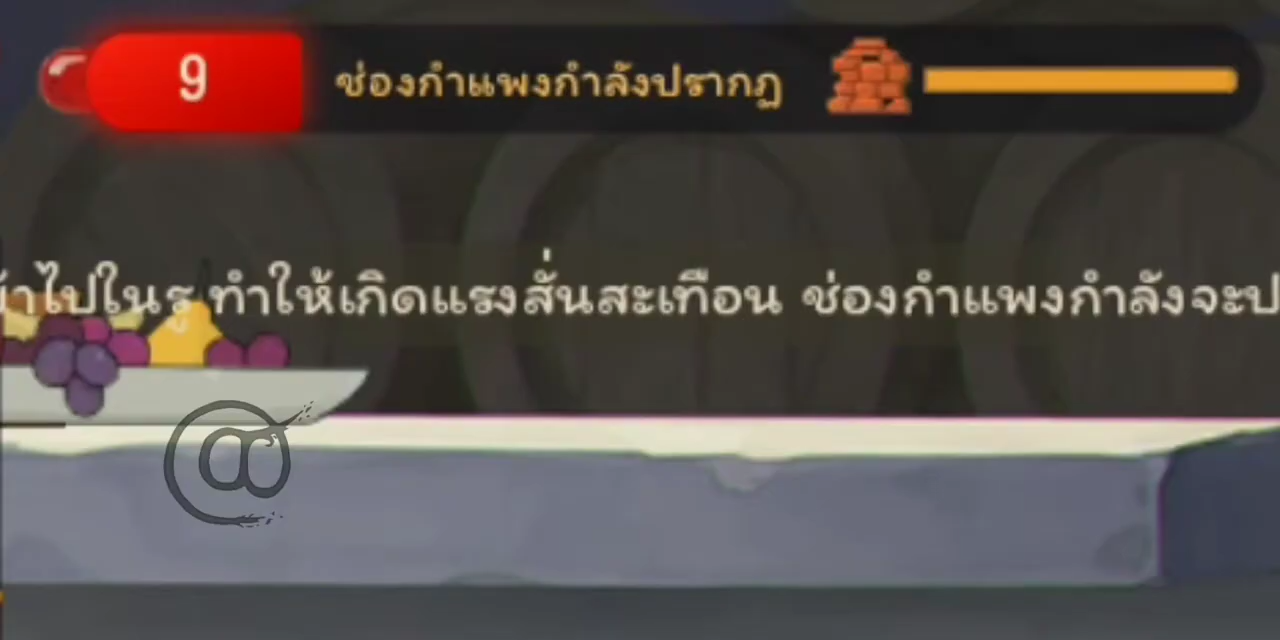 9 ช่องกำแพงกำลังปรากฏ
ไปในรู ทำให้เกิดแรงสั่นสะเทือน ช่องกำแพงกำลังจะ
@